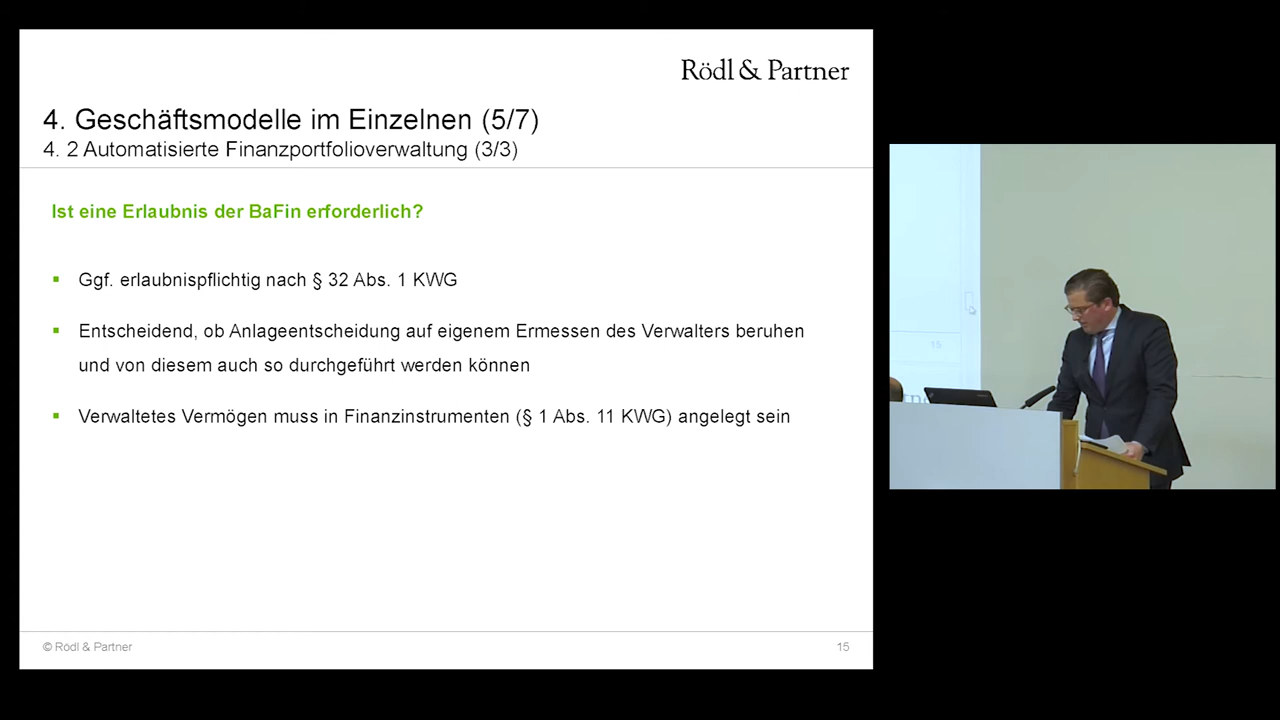 Rödl & Partner
4. Geschäftsmodelle im Einzelnen (5/7)
4. 2 Automatisierte Finanzportfolioverwaltung (3/3)
Ist eine Erlaubnis der BaFin erforderlich?
▪ Ggf. erlaubnispflichtig nach § 32 Abs. 1 KWG
▪ Entscheidend, ob Anlageentscheidung auf eigenem Ermessen des Verwalters beruhen
und von diesem auch so durchgeführt werden können
▪ Verwaltetes Vermögen muss in Finanzinstrumenten (§ 1 Abs. 11 KWG) angelegt sein
© Rödl & Partner
15
15